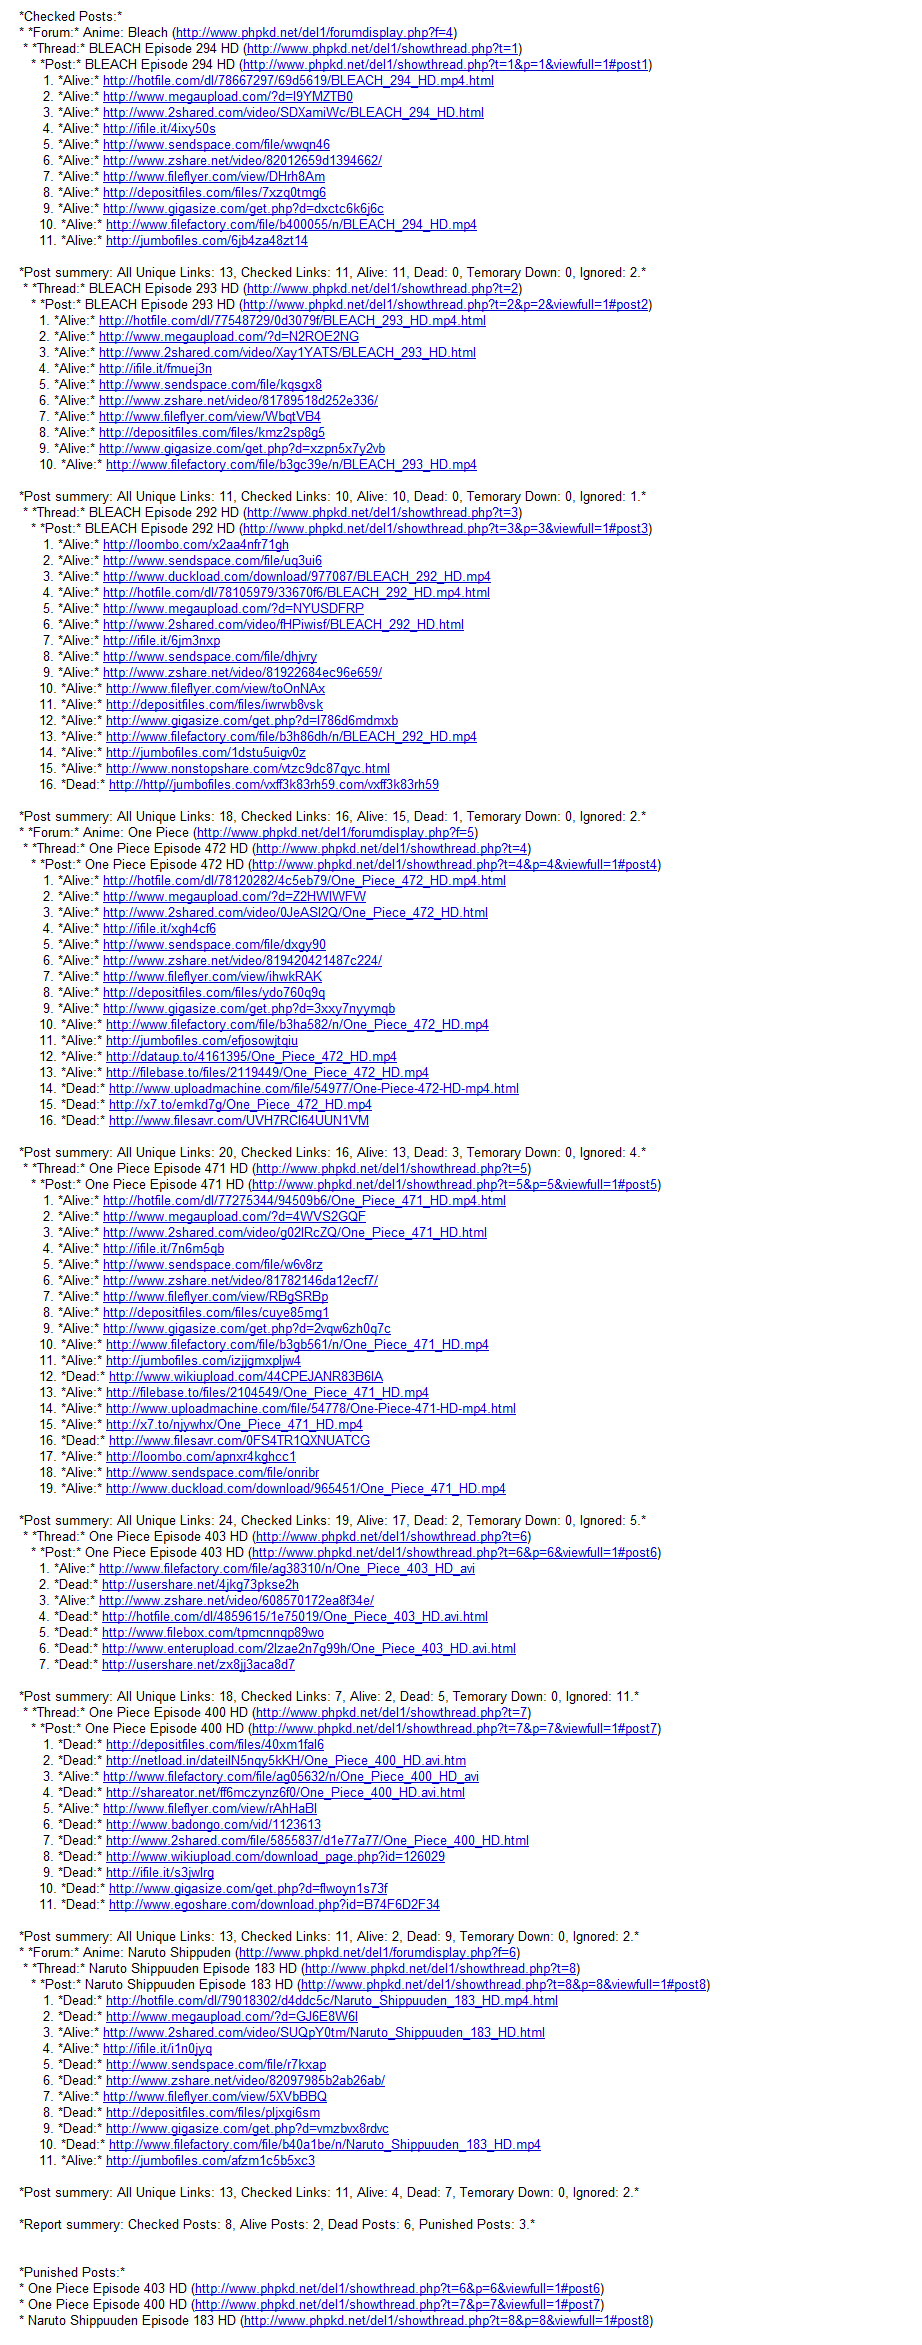 *Checked Posts:*
* *Forum:* Anime: Bleach (http://www.phpkd.net/del1/forumdisplay.php?f=4)
* *Thread:* BLEACH Episode 294 HD (http://www.phpkd.net/del1/showthread.php?t=1)
* *Post:* BLEACH Episode 294 HD (http://www.phpkd.net/del1/showthread.php?t=1&p=1&viewfull=1#post1)
1. *Alive:* http://hotfile.com/dl/78667297/69d5619/BLEACH_294_HD.mp4.html
2. *Alive:* http://www.megaupload.com/?d=I9YMZTB0
3. *Alive:* http://www.2shared.com/video/SDXamiWc/BLEACH_294_HD.html
4. *Alive:* http://ifile.it/4ixy50s
5. *Alive:* http://www.sendspace.com/file/wwqn46
6. *Alive:* http://www.zshare.net/video/82012659d1394662/
7. *Alive:* http://www.fileflyer.com/view/DHrh8Am
8. *Alive:* http://depositfiles.com/files/7xzq0tmg6
9. *Alive:* http://www.gigasize.com/get.php?d=dxctc6k6j6c
10. *Alive:* http://www.filefactory.com/file/b400055/n/BLEACH_294_HD.mp4
11. *Alive:* http://jumbofiles.com/6jb4za48zt14
*Post summery: All Unique Links: 13, Checked Links: 11, Alive: 11, Dead: 0, Temorary Down: 0, Ignored: 2.*
* *Thread:* BLEACH Episode 293 HD (http://www.phpkd.net/del1/showthread.php?t=2)
* *Post:* BLEACH Episode 293 HD (http://www.phpkd.net/del1/showthread.php?t=2&p=2&viewfull=1#post2)
1. *Alive:* http://hotfile.com/dl/77548729/0d3079f/BLEACH_293_HD.mp4.html
2. *Alive:* http://www.megaupload.com/?d=N2ROE2NG
3. *Alive:* http://www.2shared.com/video/Xay1YATS/BLEACH_293_HD.html
4. *Alive:* http://ifile.it/fmuej3n
5. *Alive:* http://www.sendspace.com/file/kqsgx8
6. *Alive:* http://www.zshare.net/video/81789518d252e336/
7. *Alive:* http://www.fileflyer.com/view/WbqtVB4
8. *Alive:* http://depositfiles.com/files/kmz2sp8g5
9. *Alive:* http://www.gigasize.com/get.php?d=xzpn5x7y2vb
10. *Alive:* http://www.filefactory.com/file/b3gc39e/n/BLEACH_293_HD.mp4
*Post summery: All Unique Links: 11, Checked Links: 10, Alive: 10, Dead: 0, Temorary Down: 0, Ignored: 1.*
* *Thread:* BLEACH Episode 292 HD (http://www.phpkd.net/del1/showthread.php?t=3)
* *Post:* BLEACH Episode 292 HD (http://www.phpkd.net/del1/showthread.php?t=3&p=3&viewfull=1#post3)
1. *Alive:* http://loombo.com/x2aa4nfr71gh
2. *Alive:* http://www.sendspace.com/file/uq3ui6
3. *Alive:* http://www.duckload.com/download/977087/BLEACH_292_HD.mp4
4. *Alive:* http://hotfile.com/dl/78105979/33670f6/BLEACH_292_HD.mp4.html
5. *Alive:* http://www.megaupload.com/?d=NYUSDFRP
6. *Alive:* http://www.2shared.com/video/fHPiwisf/BLEACH_292_HD.html
7. *Alive:* http://ifile.it/6jm3nxp
8. *Alive:* http://www.sendspace.com/file/dhjvry
9. *Alive:* http://www.zshare.net/video/81922684ec96e659/
10. *Alive:* http://www.fileflyer.com/view/toOnNAx
11. *Alive:* http://depositfiles.com/files/iwrwb8vsk
12. *Alive:* http://www.gigasize.com/get.php?d=l786d6mdmxb
13. *Alive:* http://www.filefactory.com/file/b3h86dh/n/BLEACH_292_HD.mp4
14. *Alive:* http://jumbofiles.com/1dstu5uigv0z
15. *Alive:* http://www.nonstopshare.com/vtzc9dc87qyc.html
16. *Dead:* http://http//jumbofiles.com/vxff3k83rh59.com/vxff3k83rh59
*Post summery: All Unique Links: 18, Checked Links: 16, Alive: 15, Dead: 1, Temorary Down: 0, Ignored: 2.*
* *Forum:* Anime: One Piece (http://www.phpkd.net/del1/forumdisplay.php?f=5)
* *Thread:* One Piece Episode 472 HD (http://www.phpkd.net/del1/showthread.php?t=4)
* *Post:* One Piece Episode 472 HD (http://www.phpkd.net/del1/showthread.php?t=4&p=4&viewfull=1#post4)
1. *Alive:* http://hotfile.com/dl/78120282/4c5eb79/One_Piece_472_HD.mp4.html
2. *Alive:* http://www.megaupload.com/?d=Z2HWIWFW
3. *Alive:* http://www.2shared.com/video/0JeASl2Q/One_Piece_472_HD.html
4. *Alive:* http://ifile.it/xgh4cf6
5. *Alive:* http://www.sendspace.com/file/dxgy90
6. *Alive:* http://www.zshare.net/video/819420421487c224/
7. *Alive:* http://www.fileflyer.com/view/ihwkRAK
8. *Alive:* http://depositfiles.com/files/ydo760q9q
9. *Alive:* http://www.gigasize.com/get.php?d=3xxy7nyymqb
10. *Alive:* http://www.filefactory.com/file/b3ha582/n/One_Piece_472_HD.mp4
11. *Alive:* http://jumbofiles.com/efjosowjtqiu
12. *Alive:* http://dataup.to/4161395/One_Piece_472_HD.mp4
13. *Alive:* http://filebase.to/files/2119449/One_Piece_472_HD.mp4
14. *Dead:* http://www.uploadmachine.com/file/54977/One-Piece-472-HD-mp4.html
15. *Dead:* http://x7.to/emkd7g/One_Piece_472_HD.mp4
16. *Dead:* http://www.filesavr.com/UVH7RCI64UUN1VM
*Post summery: All Unique Links: 20, Checked Links: 16, Alive: 13, Dead: 3, Temorary Down: 0, Ignored: 4.*
* *Thread:* One Piece Episode 471 HD (http://www.phpkd.net/del1/showthread.php?t=5)
* *Post:* One Piece Episode 471 HD (http://www.phpkd.net/del1/showthread.php?t=5&p=5&viewfull=1#post5)
1. *Alive:* http://hotfile.com/dl/77275344/94509b6/One_Piece_471_HD.mp4.html
2. *Alive:* http://www.megaupload.com/?d=4WVS2GQF
3. *Alive:* http://www.2shared.com/video/g02lRcZQ/One_Piece_471_HD.html
4. *Alive:* http://ifile.it/7n6m5qb
5. *Alive:* http://www.sendspace.com/file/w6v8rz
6. *Alive:* http://www.zshare.net/video/81782146da12ecf7/
7. *Alive:* http://www.fileflyer.com/view/RBgSRBp
8. *Alive:* http://depositfiles.com/files/cuye85mg1
9. *Alive:* http://www.gigasize.com/get.php?d=2vqw6zh0q7c
10. *Alive:* http://www.filefactory.com/file/b3gb561/n/One_Piece_471_HD.mp4
11. *Alive:* http://jumbofiles.com/izjjgmxpljw4
12. *Dead:* http://www.wikiupload.com/44CPEJANR83B6IA
13. *Alive:* http://filebase.to/files/2104549/One_Piece_471_HD.mp4
14. *Alive:* http://www.uploadmachine.com/file/54778/One-Piece-471-HD-mp4.html
15. *Alive:* http://x7.to/njywhx/One_Piece_471_HD.mp4
16. *Dead:* http://www.filesavr.com/0FS4TR1QXNUATCG
17. *Alive:* http://loombo.com/apnxr4kghcc1
18. *Alive:* http://www.sendspace.com/file/onribr
19. *Alive:* http://www.duckload.com/download/965451/One_Piece_471_HD.mp4
*Post summery: All Unique Links: 24, Checked Links: 19, Alive: 17, Dead: 2, Temorary Down: 0, Ignored: 5.*
* *Thread:* One Piece Episode 403 HD (http://www.phpkd.net/del1/showthread.php?t=6)
* *Post:* One Piece Episode 403 HD (http://www.phpkd.net/del1/showthread.php?t=6&p=6&viewfull=1#post6)
1. *Alive:* http://www.filefactory.com/file/ag38310/n/One_Piece_403_HD_avi
2. *Dead:* http://usershare.net/4jkg73pkse2h
3. *Alive:* http://www.zshare.net/video/608570172ea8f34e/
4. *Dead:* http://hotfile.com/dl/4859615/1e75019/One_Piece_403_HD.avi.html
5. *Dead:* http://www.filebox.com/tpmcnnqp89wo
6. *Dead:* http://www.enterupload.com/2lzae2n7g99h/One_Piece_403_HD.avi.html
7. *Dead:* http://usershare.net/zx8jj3aca8d7
*Post summery: All Unique Links: 18, Checked Links: 7, Alive: 2, Dead: 5, Temorary Down: 0, Ignored: 11.*
* *Thread:* One Piece Episode 400 HD (http://www.phpkd.net/del1/showthread.php?t=7)
* *Post:* One Piece Episode 400 HD (http://www.phpkd.net/del1/showthread.php?t=7&p=7&viewfull=1#post7)
1. *Dead:* http://depositfiles.com/files/40xm1fal6
2. *Dead:* http://netload.in/dateilN5nqy5kKH/One_Piece_400_HD.avi.htm
3. *Alive:* http://www.filefactory.com/file/ag05632/n/One_Piece_400_HD_avi
4. *Dead:* http://shareator.net/ff6mczynz6f0/One_Piece_400_HD.avi.html
5. *Alive:* http://www.fileflyer.com/view/rAhHaBl
6. *Dead:* http://www.badongo.com/vid/1123613
7. *Dead:* http://www.2shared.com/file/5855837/d1e77a77/One_Piece_400_HD.html
8. *Dead:* http://www.wikiupload.com/download_page.php?id=126029
9. *Dead:* http://ifile.it/s3jwlrg
10. *Dead:* http://www.gigasize.com/get.php?d=flwoyn1s73f
11. *Dead:* http://www.egoshare.com/download.php?id=B74F6D2F34
*Post summery: All Unique Links: 13, Checked Links: 11, Alive: 2, Dead: 9, Temorary Down: 0, Ignored: 2.*
* *Forum:* Anime: Naruto Shippuden (http://www.phpkd.net/del1/forumdisplay.php?f=6)
* *Thread:* Naruto Shippuuden Episode 183 HD (http://www.phpkd.net/del1/showthread.php?t=8)
* *Post:* Naruto Shippuuden Episode 183 HD (http://www.phpkd.net/del1/showthread.php?t=8&p=8&viewfull=1#post8)
1. *Dead:* http://hotfile.com/dl/79018302/d4ddc5c/Naruto_Shippuuden_183_HD.mp4.html
2. *Dead:* http://www.megaupload.com/?d=GJ6E8W6I
3. *Alive:* http://www.2shared.com/video/SUQpY0tm/Naruto_Shippuuden_183_HD.html
4. *Alive:* http://ifile.it/i1n0jyq
5. *Dead:* http://www.sendspace.com/file/r7kxap
6. *Dead:* http://www.zshare.net/video/82097985b2ab26ab/
7. *Alive:* http://www.fileflyer.com/view/5XVbBBQ
8. *Dead:* http://depositfiles.com/files/pljxgi6sm
9. *Dead:* http://www.gigasize.com/get.php?d=vmzbvx8rdvc
10. *Dead:* http://www.filefactory.com/file/b40a1be/n/Naruto_Shippuuden_183_HD.mp4
11. *Alive:* http://jumbofiles.com/afzm1c5b5xc3
*Post summery: All Unique Links: 13, Checked Links: 11, Alive: 4, Dead: 7, Temorary Down: 0, Ignored: 2.*
*Report summery: Checked Posts: 8, Alive Posts: 2, Dead Posts: 6, Punished Posts: 3.*
*Punished Posts:*
* One Piece Episode 403 HD (http://www.phpkd.net/del1/showthread.php?t=6&p=6&viewfull=1#post6)
* One Piece Episode 400 HD (http://www.phpkd.net/del1/showthread.php?t=7&p=7&viewfull=1#post7)
* Naruto Shippuuden Episode 183 HD (http://www.phpkd.net/del1/showthread.php?t=8&p=8&viewfull=1#post8)